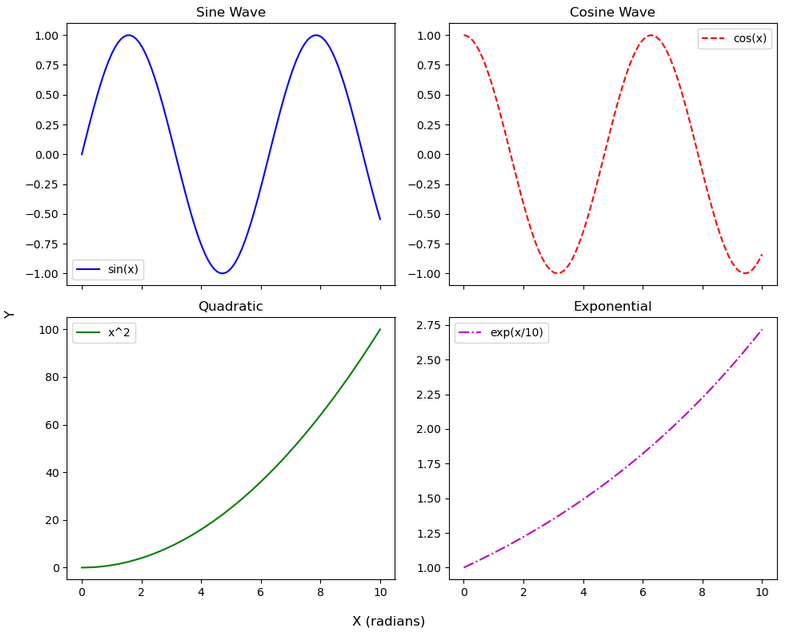 Sine Wave
1.00
0.75
0.50
0.25
0.00
−0.25
−0.50
−0.75
−1.00
sin(x)
Cosine Wave
1.00
0.75
0.50
0.25
0.00
−0.25
−0.50
−0.75
−1.00
cos(x)
Y
Quadratic
100
80
60
40
20
0
x^2
0 2 4 6 8 10
Exponential
2.75
2.50
2.25
2.00
1.75
1.50
1.25
1.00
exp(x/10)
0 2 4 6 8 10
X (radians)